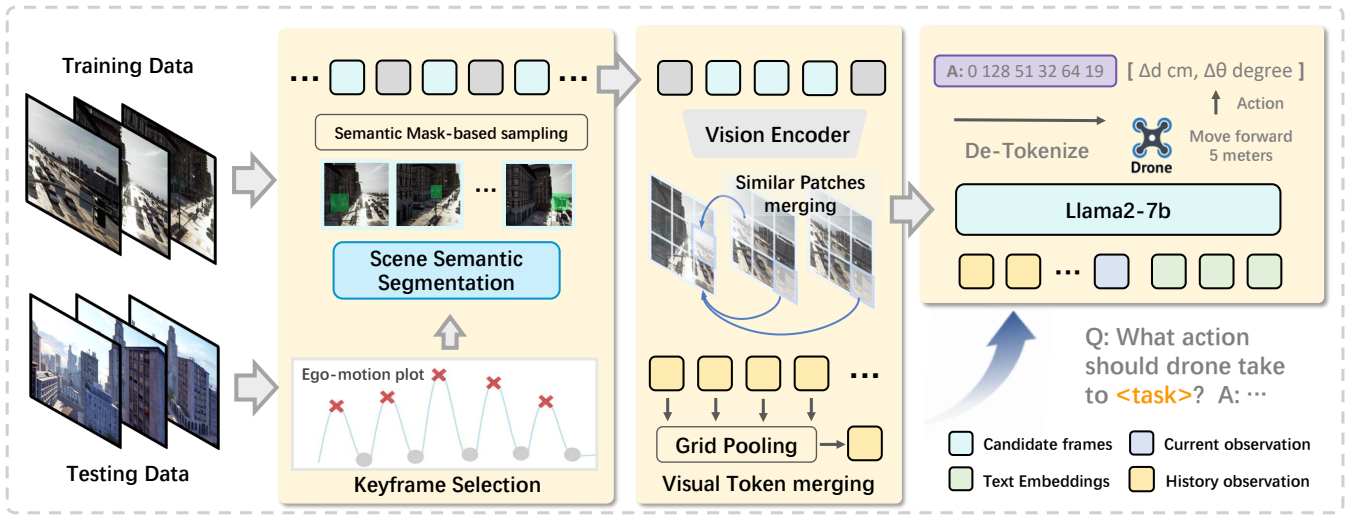 Training Data
Testing Data
...
...
Semantic Mask-based sampling
...
Scene Semantic
Segmentation
Ego-motion plot
Keyframe Selection
Vision Encoder
Similar Patches
merging
...
Grid Pooling
Visual Token merging
A: 0 128 51 32 64 19
[ Δd cm, Δθ degree ]
Action
De-Tokenize
Drone
Move forward
5 meters
Llama2-7b
...
Q: What action
should drone take
to <task>? A: ...
Candidate frames
Current observation
Text Embeddings
History observation